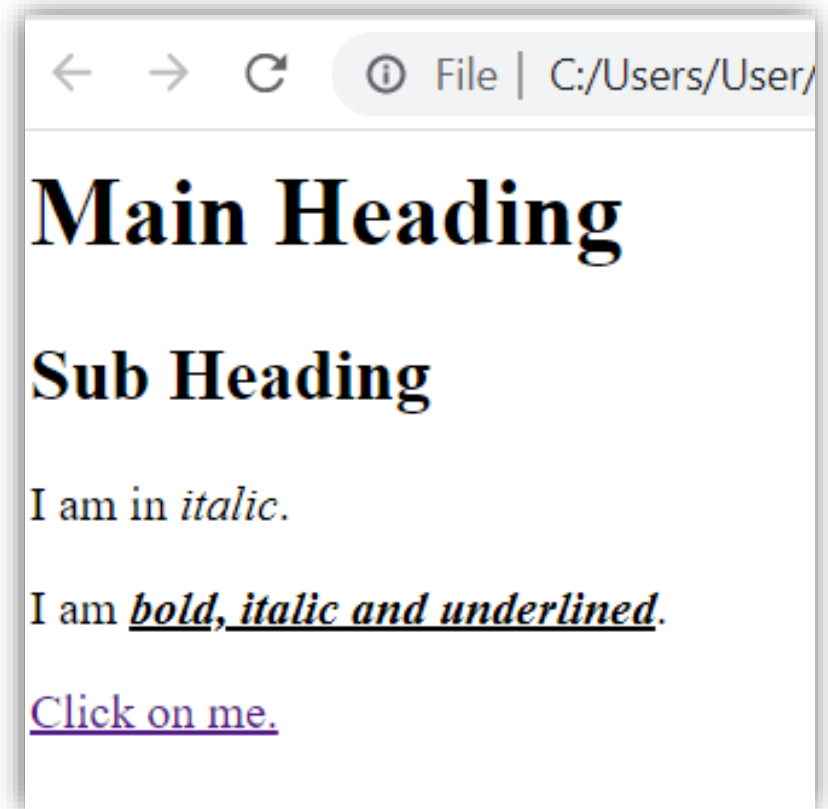 File | C:/Users/User/
Main Heading
Sub Heading
I am in italic.
I am bold, italic and underlined.
Click on me.